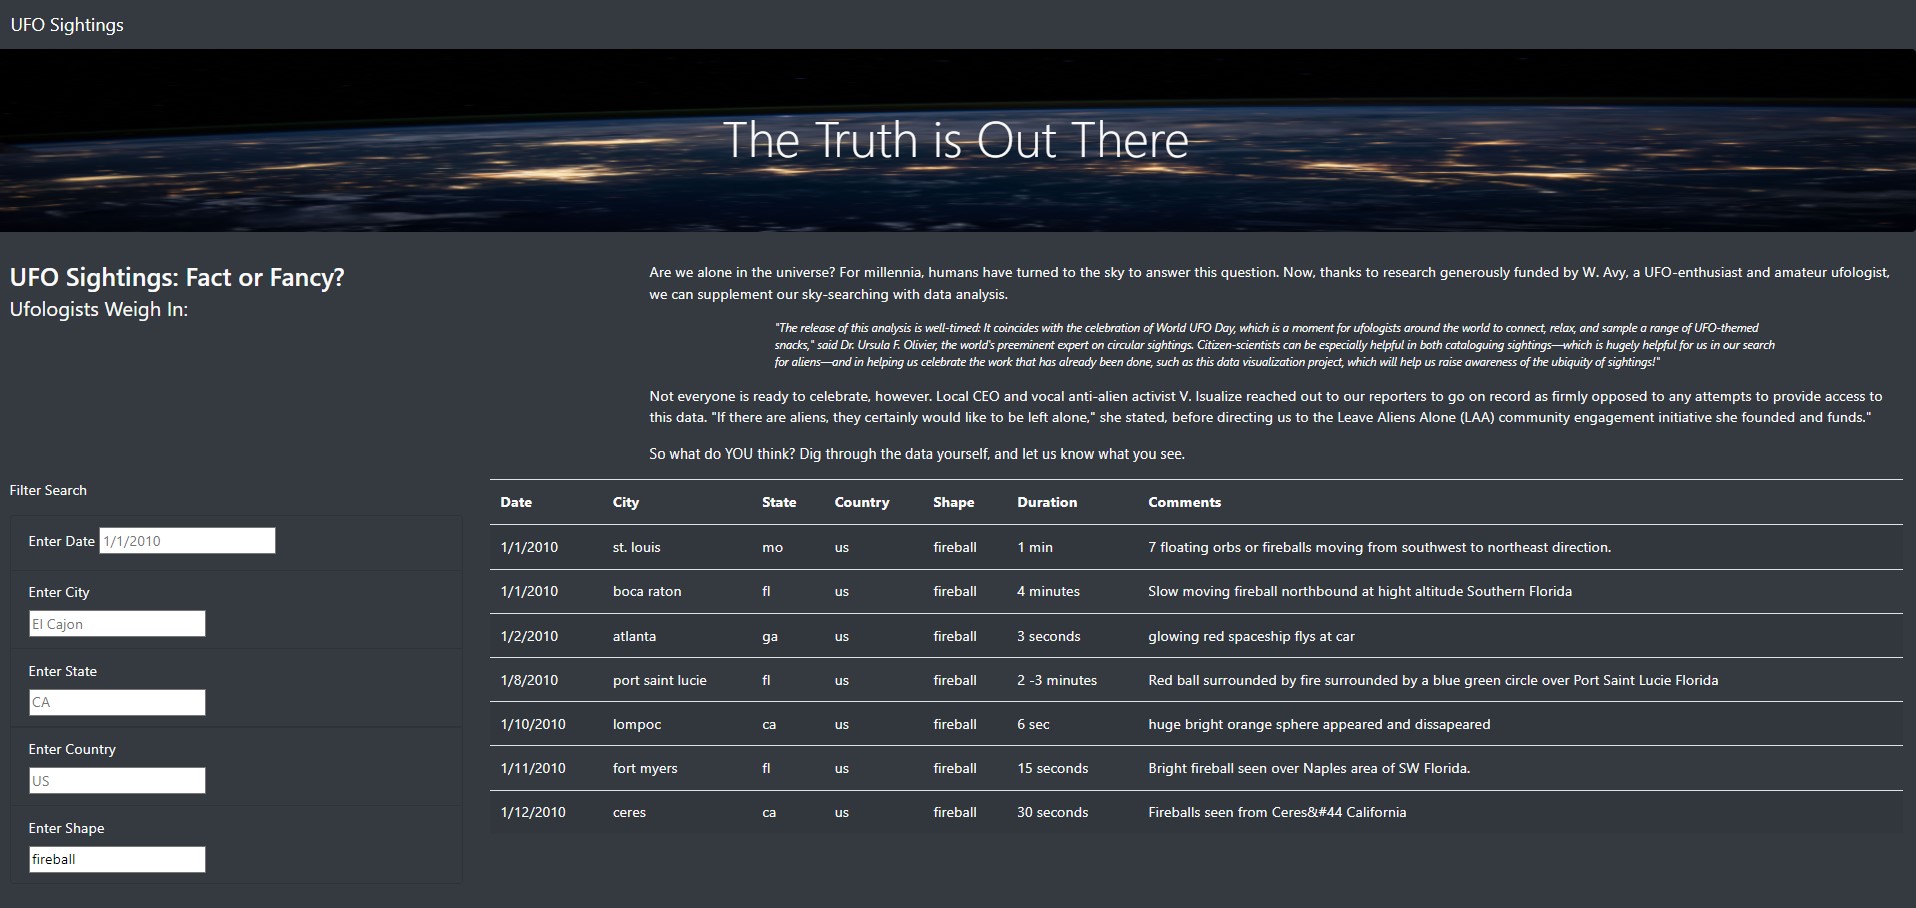 UFO Sightings
The Truth is Out There
UFO Sightings: Fact or Fancy?
Ufologists Weigh In:
Are we alone in the universe? For millennia, humans have turned to the sky to answer this question. Now, thanks to research generously funded by W. Avy, a UFO-enthusiast and amateur ufologist,
we can supplement our sky-searching with data analysis.
"The release of this analysis is well-timed: It coincides with the celebration of World UFO Day, which is a moment for ufologists around the world to connect, relax, and sample a range of UFO-themed
snacks," said Dr. Ursula F. Olivier, the world's preeminent expert on circular sightings. Citizen-scientists can be especially helpful in both cataloguing sightings—which is hugely helpful for us in our search
for aliens—and in helping us celebrate the work that has already been done, such as this data visualization project, which will help us raise awareness of the ubiquity of sightings!"
Not everyone is ready to celebrate, however. Local CEO and vocal anti-alien activist V. Isualize reached out to our reporters to go on record as firmly opposed to any attempts to provide access to
this data. "If there are aliens, they certainly would like to be left alone," she stated, before directing us to the Leave Aliens Alone (LAA) community engagement initiative she founded and funds."
So what do YOU think? Dig through the data yourself, and let us know what you see.
Filter Search
Enter Date 1/1/2010
Enter City
El Cajon
Enter State
CA
Enter Country
US
Enter Shape
fireball
Date City State Country Shape Duration Comments
1/1/2010 st. louis mo us fireball 1 min 7 floating orbs or fireballs moving from southwest to northeast direction.
1/1/2010 boca raton fl us fireball 4 minutes Slow moving fireball northbound at hight altitude Southern Florida
1/2/2010 atlanta ga us fireball 3 seconds glowing red spaceship flys at car
1/8/2010 port saint lucie fl us fireball 2 -3 minutes Red ball surrounded by fire surrounded by a blue green circle over Port Saint Lucie Florida
1/10/2010 lompoc ca us fireball 6 sec huge bright orange sphere appeared and dissapeared
1/11/2010 fort myers fl us fireball 15 seconds Bright fireball seen over Naples area of SW Florida.
1/12/2010 ceres ca us fireball 30 seconds Fireballs seen from Ceres&#44 California